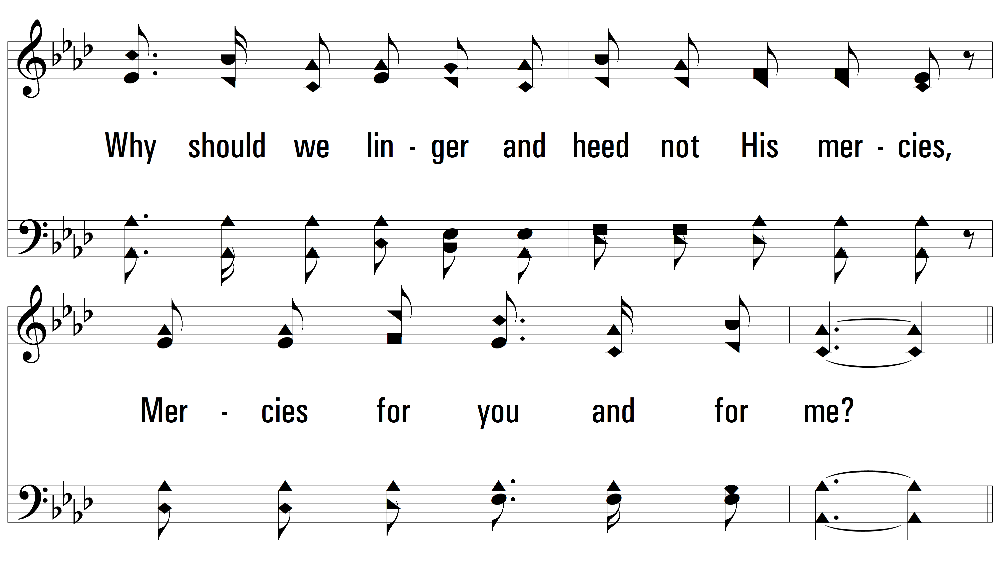 Why should we lin - ger and heed not His mer - cies,
Mer - cies for you and for me?